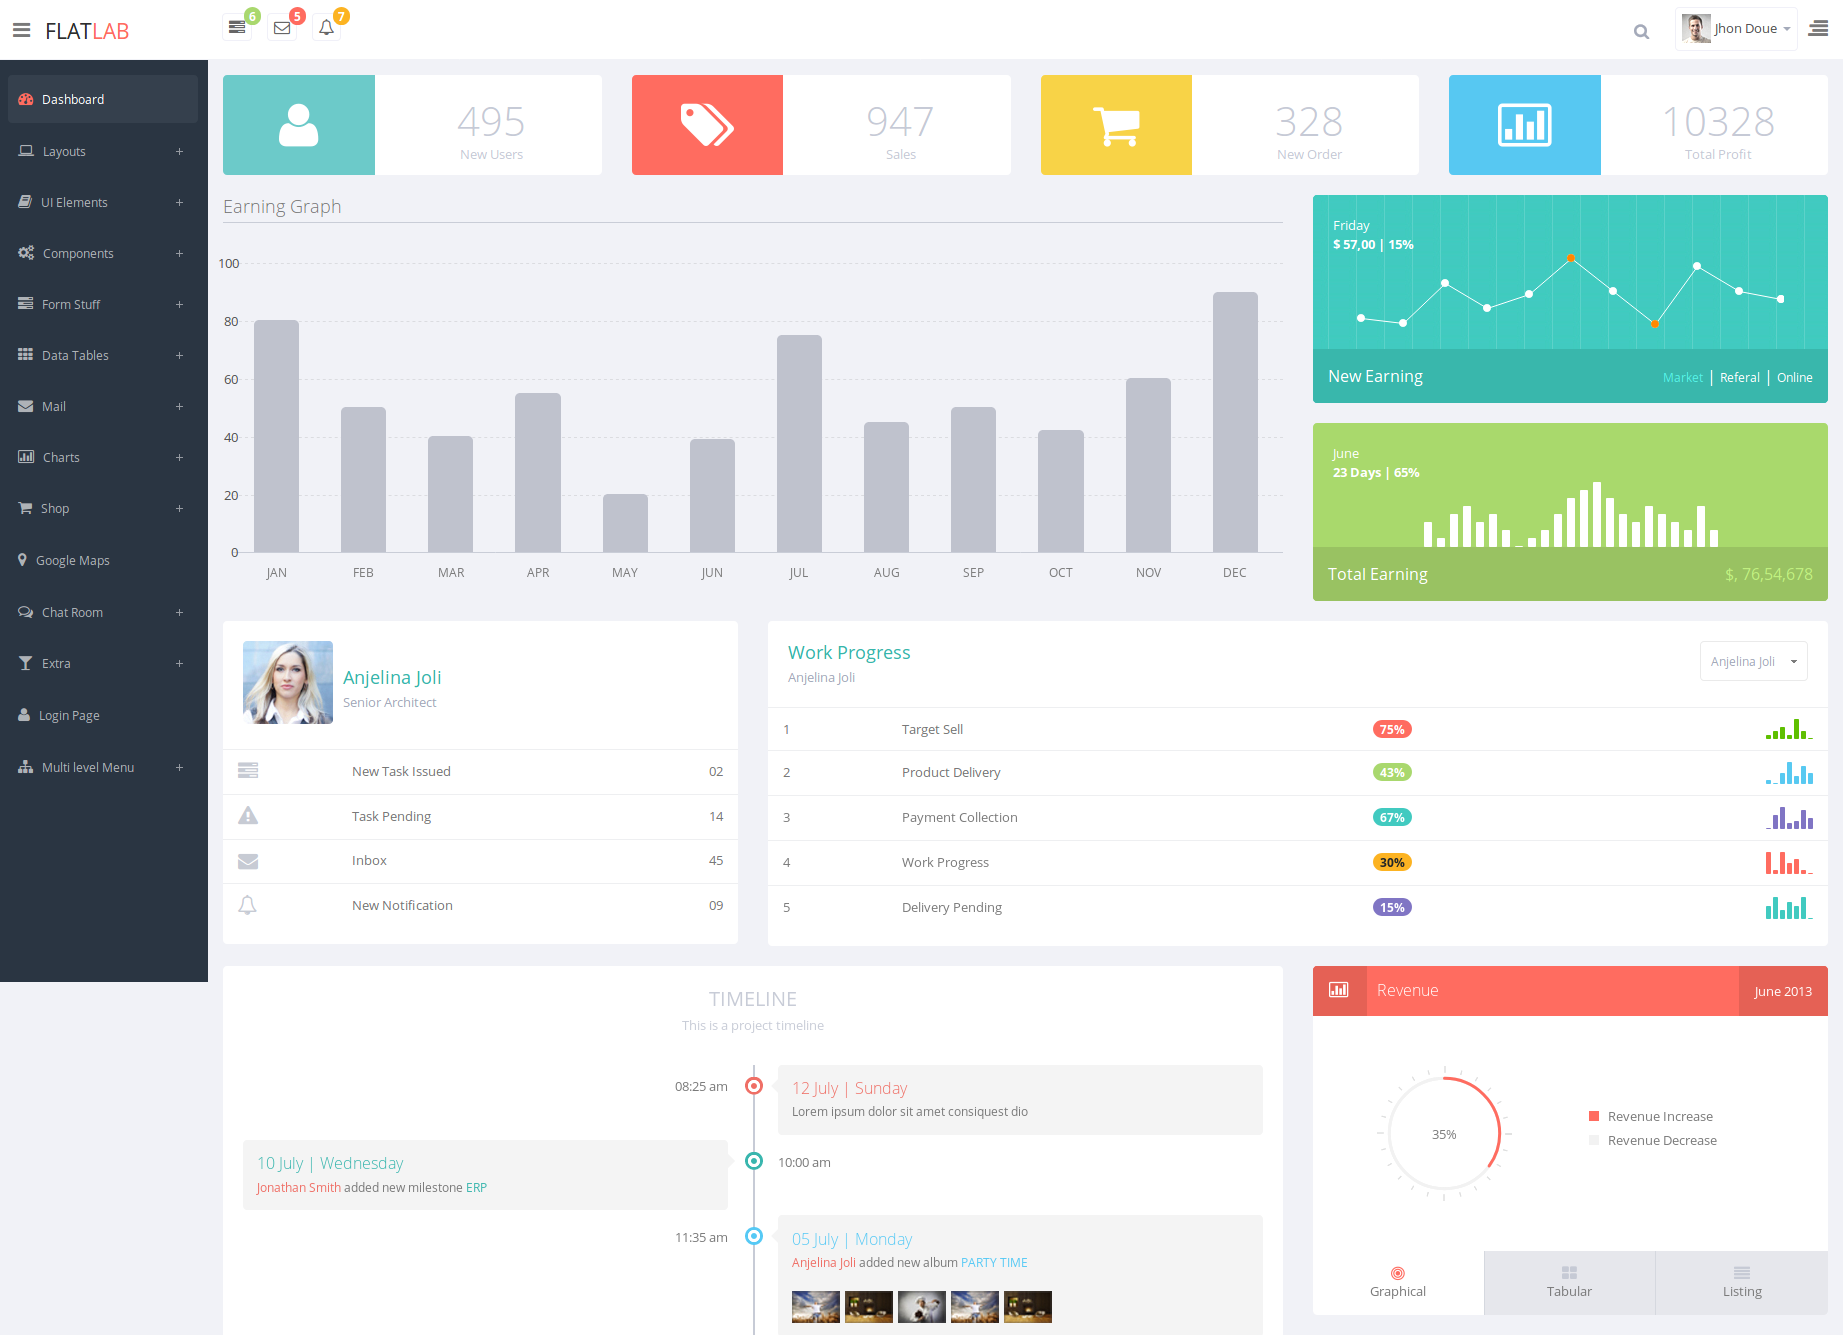 FLATLAB
6
5
7
Jhon Doue
Dashboard
Layouts +
UI Elements +
Components +
Form Stuff +
Data Tables +
Mail +
Charts +
Shop +
Google Maps
Chat Room +
Extra +
Login Page
Multi level Menu +
495
New Users
947
Sales
328
New Order
10328
Total Profit
Earning Graph
100
80
60
40
20
0
JAN FEB MAR APR MAY JUN JUL AUG SEP OCT NOV DEC
Friday
$ 57,00 | 15%
New Earning
Market | Referal | Online
June
23 Days | 65%
Total Earning
$, 76,54,678
Anjelina Joli
Senior Architect
New Task Issued 02
Task Pending 14
Inbox 45
New Notification 09
Work Progress
Anjelina Joli
Anjelina Joli
1 Target Sell 75%
2 Product Delivery 43%
3 Payment Collection 67%
4 Work Progress 30%
5 Delivery Pending 15%
TIMELINE
This is a project timeline
08:25 am
12 July | Sunday
Lorem ipsum dolor sit amet consiquest dio
10 July | Wednesday
Jonathan Smith added new milestone ERP
10:00 am
11:35 am
05 July | Monday
Anjelina Joli added new album PARTY TIME
Revenue
June 2013
35%
Revenue Increase
Revenue Decrease
Graphical
Tabular
Listing